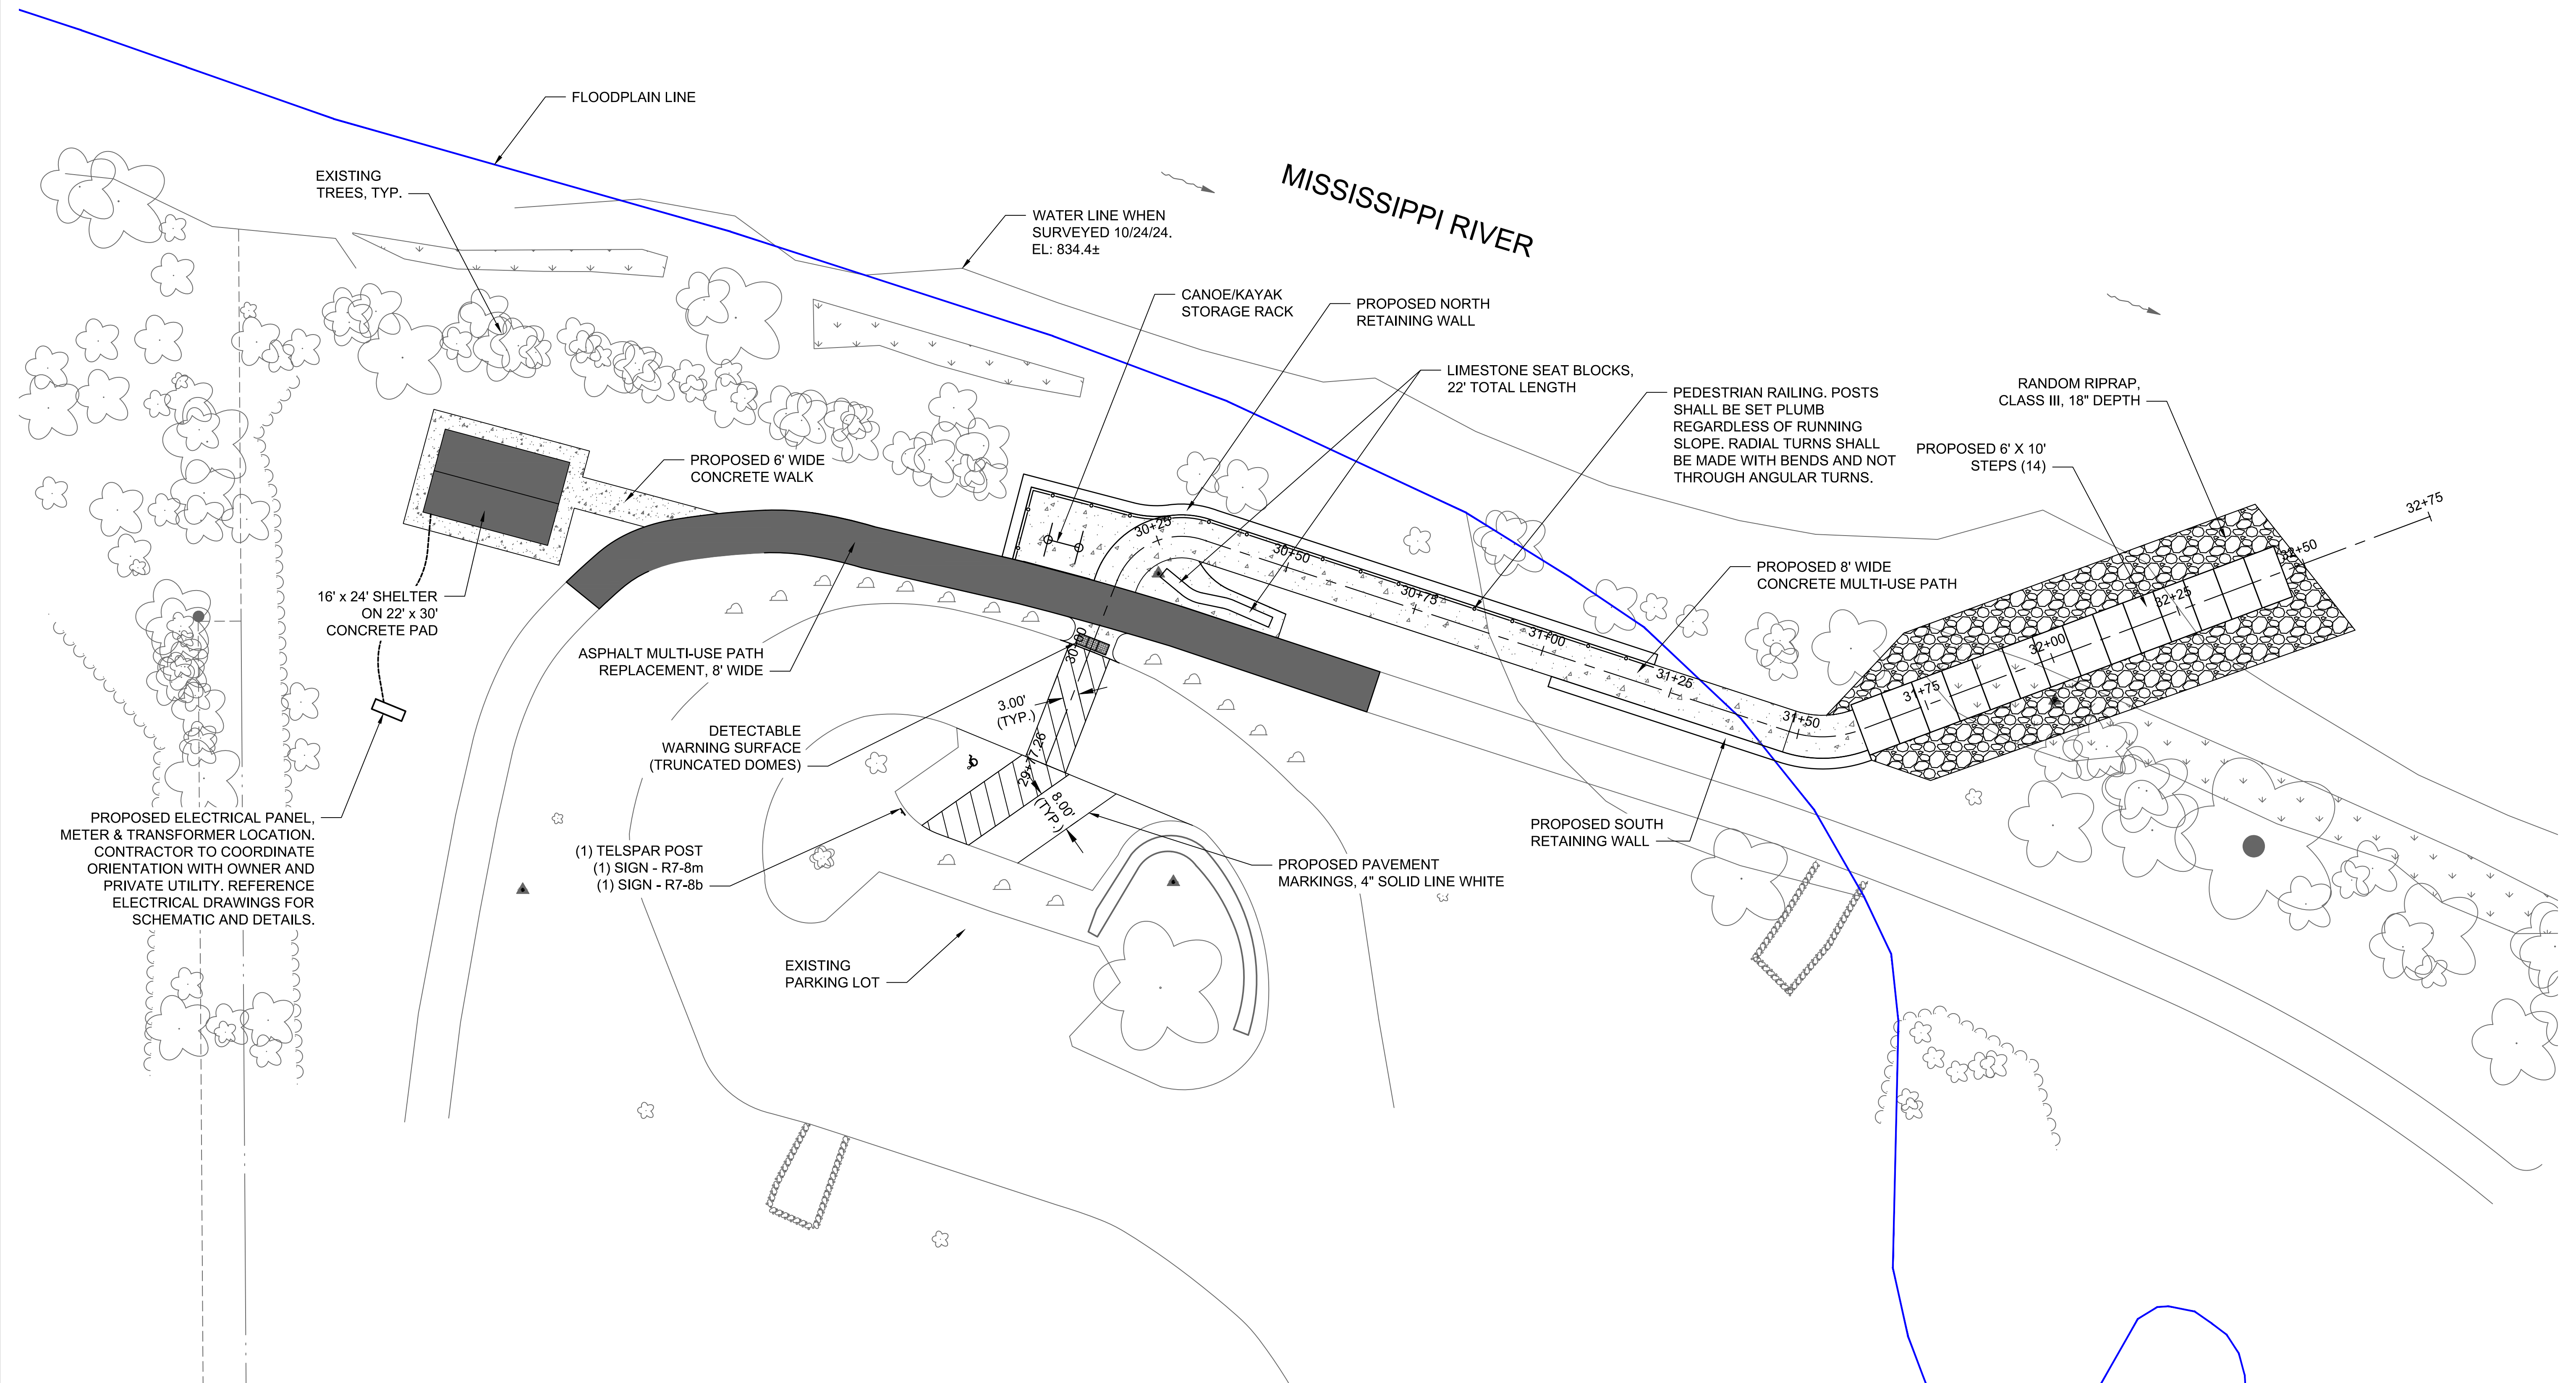 FLOODPLAIN LINE
EXISTING
TREES, TYP.
MISSISSIPPI RIVER
WATER LINE WHEN
SURVEYED 10/24/24.
EL: 834.4±
CANOE/KAYAK
STORAGE RACK
PROPOSED NORTH
RETAINING WALL
LIMESTONE SEAT BLOCKS,
22' TOTAL LENGTH
PEDESTRIAN RAILING. POSTS
SHALL BE SET PLUMB
REGARDLESS OF RUNNING
SLOPE. RADIAL TURNS SHALL
BE MADE WITH BENDS AND NOT
THROUGH ANGULAR TURNS.
RANDOM RIPRAP,
CLASS III, 18" DEPTH
PROPOSED 6' X 10'
STEPS (14)
PROPOSED 6' WIDE
CONCRETE WALK
PROPOSED 8' WIDE
CONCRETE MULTI-USE PATH
16' x 24' SHELTER
ON 22' x 30'
CONCRETE PAD
ASPHALT MULTI-USE PATH
REPLACEMENT, 8' WIDE
DETECTABLE
WARNING SURFACE
(TRUNCATED DOMES)
3.00'
(TYP.)
8.00'
(TYP.)
29+77.26
30+00
30+25
30+50
30+75
31+00
31+25
31+50
31+75
32+00
32+25
32+50
32+75
PROPOSED ELECTRICAL PANEL,
METER & TRANSFORMER LOCATION.
CONTRACTOR TO COORDINATE
ORIENTATION WITH OWNER AND
PRIVATE UTILITY. REFERENCE
ELECTRICAL DRAWINGS FOR
SCHEMATIC AND DETAILS.
(1) TELSPAR POST
(1) SIGN - R7-8m
(1) SIGN - R7-8b
PROPOSED PAVEMENT
MARKINGS, 4" SOLID LINE WHITE
PROPOSED SOUTH
RETAINING WALL
EXISTING
PARKING LOT